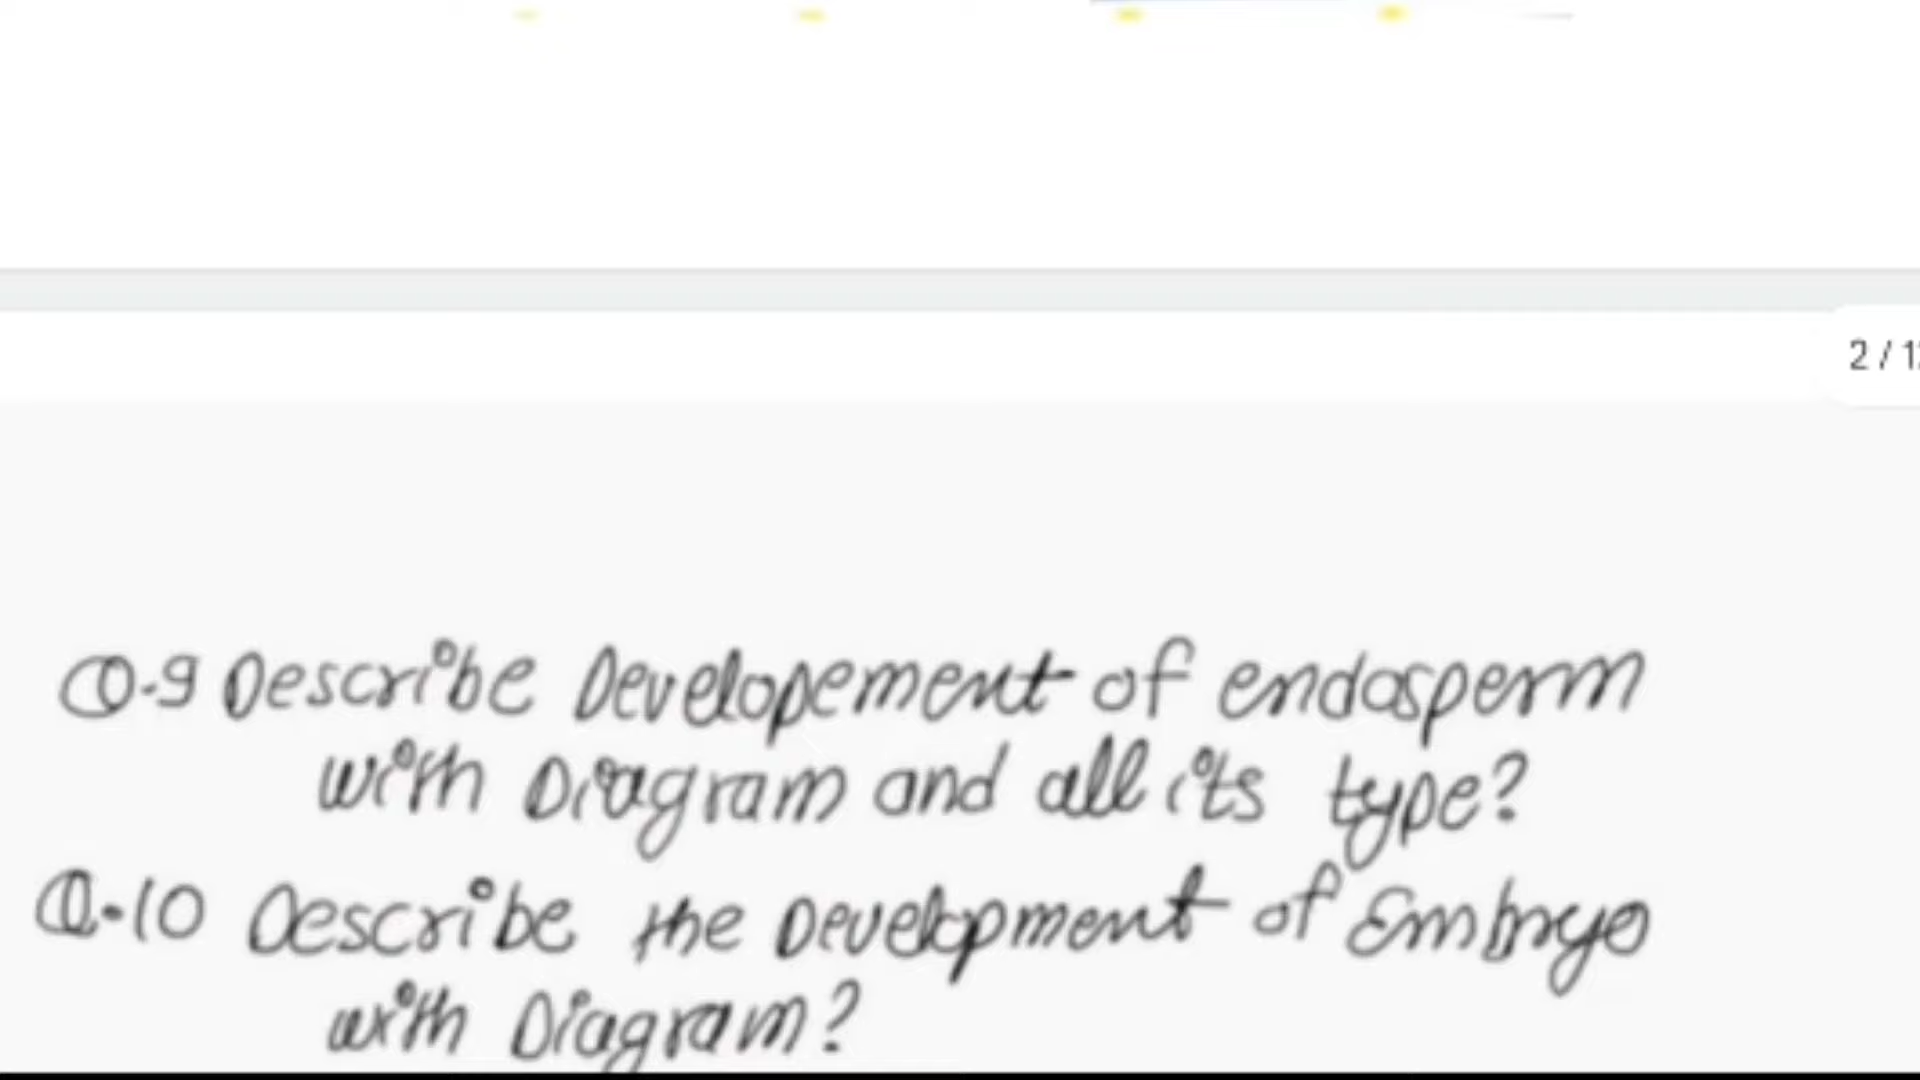 2 / 1
Q.9 Describe Developement of endosperm
with Diagram and all its type?
Q.10 Describe the Development of Embryo
with Diagram?